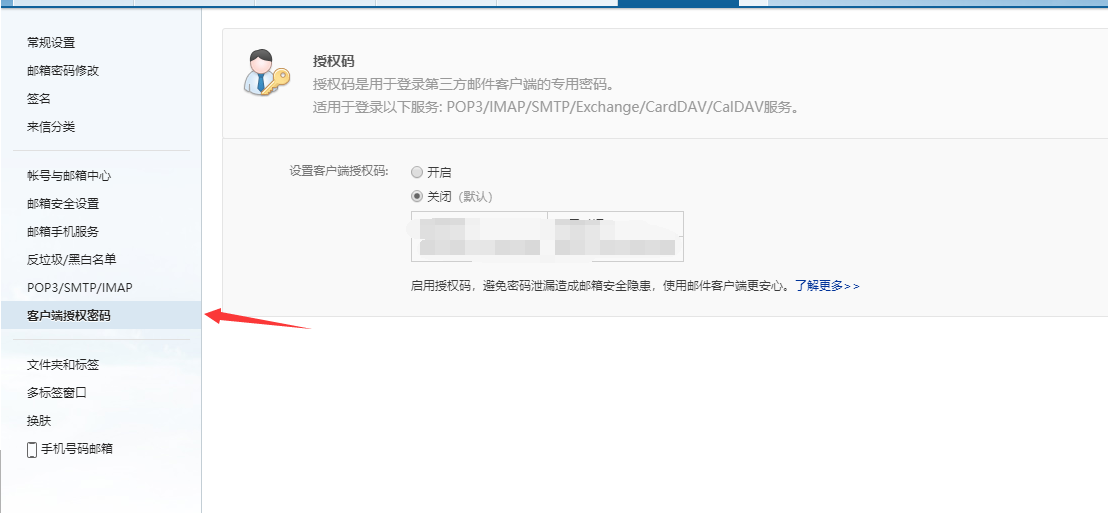 常规设置
邮箱密码修改
签名
来信分类
帐号与邮箱中心
邮箱安全设置
邮箱手机服务
反垃圾/黑白名单
POP3/SMTP/IMAP
客户端授权密码
文件夹和标签
多标签窗口
换肤
手机号码邮箱
授权码
授权码是用于登录第三方邮件客户端的专用密码。
适用于登录以下服务: POP3/IMAP/SMTP/Exchange/CardDAV/CalDAV服务。
设置客户端授权码: 开启
关闭 (默认)
启用授权码，避免密码泄漏造成邮箱安全隐患，使用邮件客户端更安心。了解更多>>